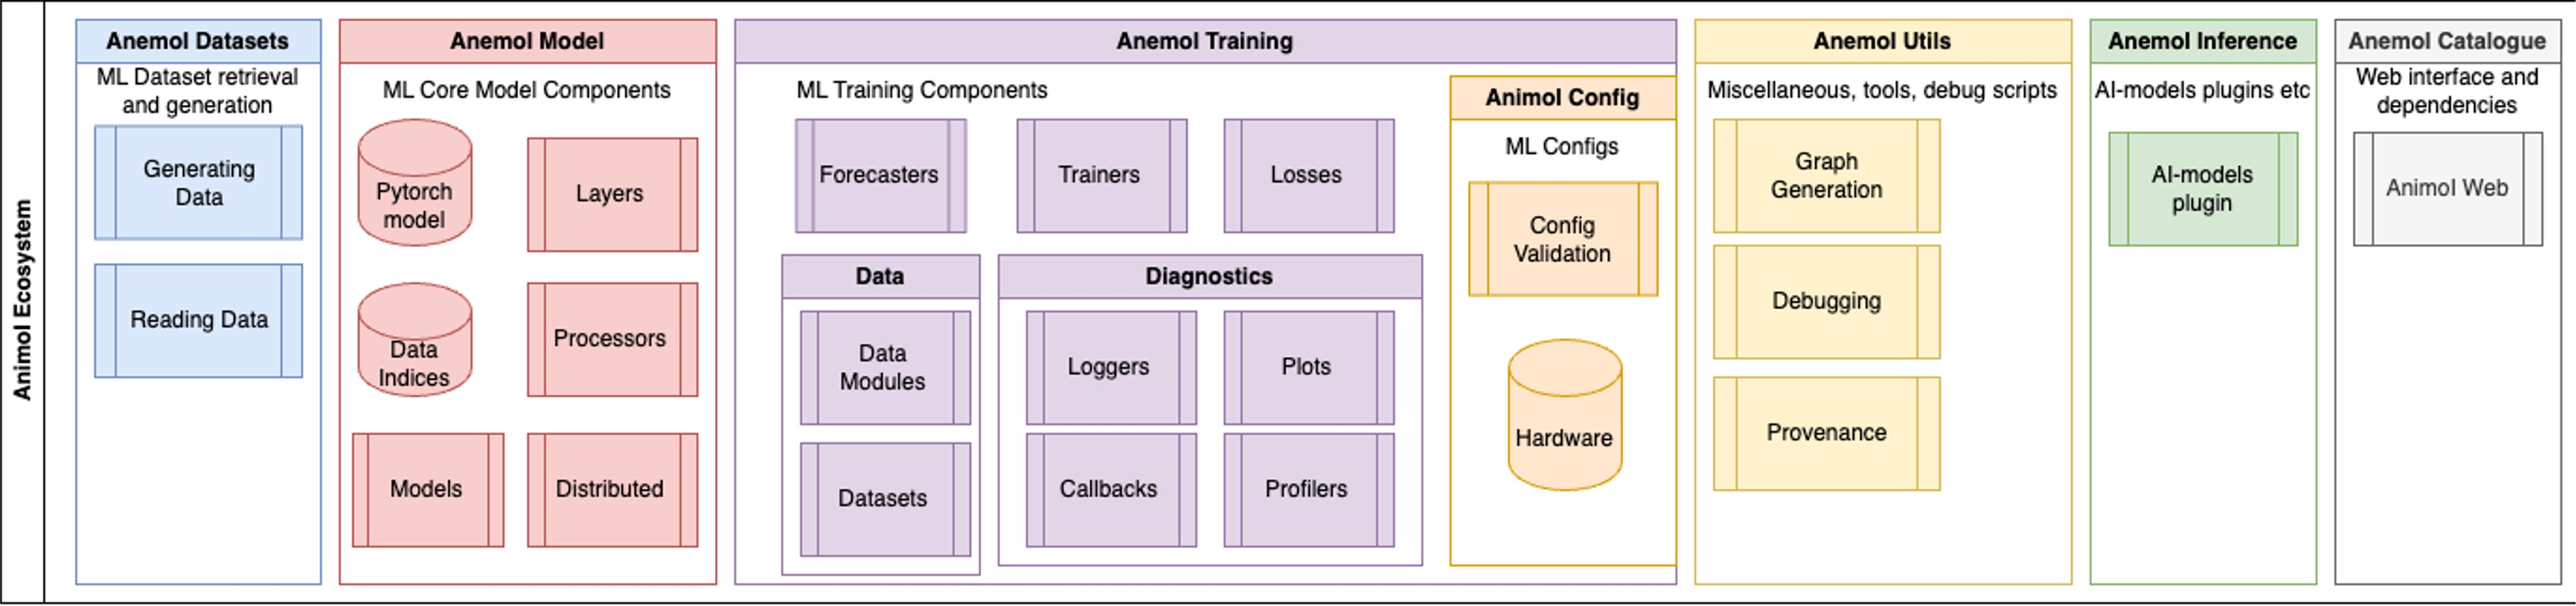 Animol Ecosystem
Anemol Datasets
ML Dataset retrieval
and generation
Generating
Data
Reading Data
Anemol Model
ML Core Model Components
Pytorch
model
Layers
Data
Indices
Processors
Models
Distributed
Anemol Training
ML Training Components
Forecasters
Trainers
Losses
Data
Data
Modules
Datasets
Diagnostics
Loggers
Plots
Callbacks
Profilers
Animol Config
ML Configs
Config
Validation
Hardware
Anemol Utils
Miscellaneous, tools, debug scripts
Graph
Generation
Debugging
Provenance
Anemol Inference
AI-models plugins etc
AI-models
plugin
Anemol Catalogue
Web interface and
dependencies
Animol Web